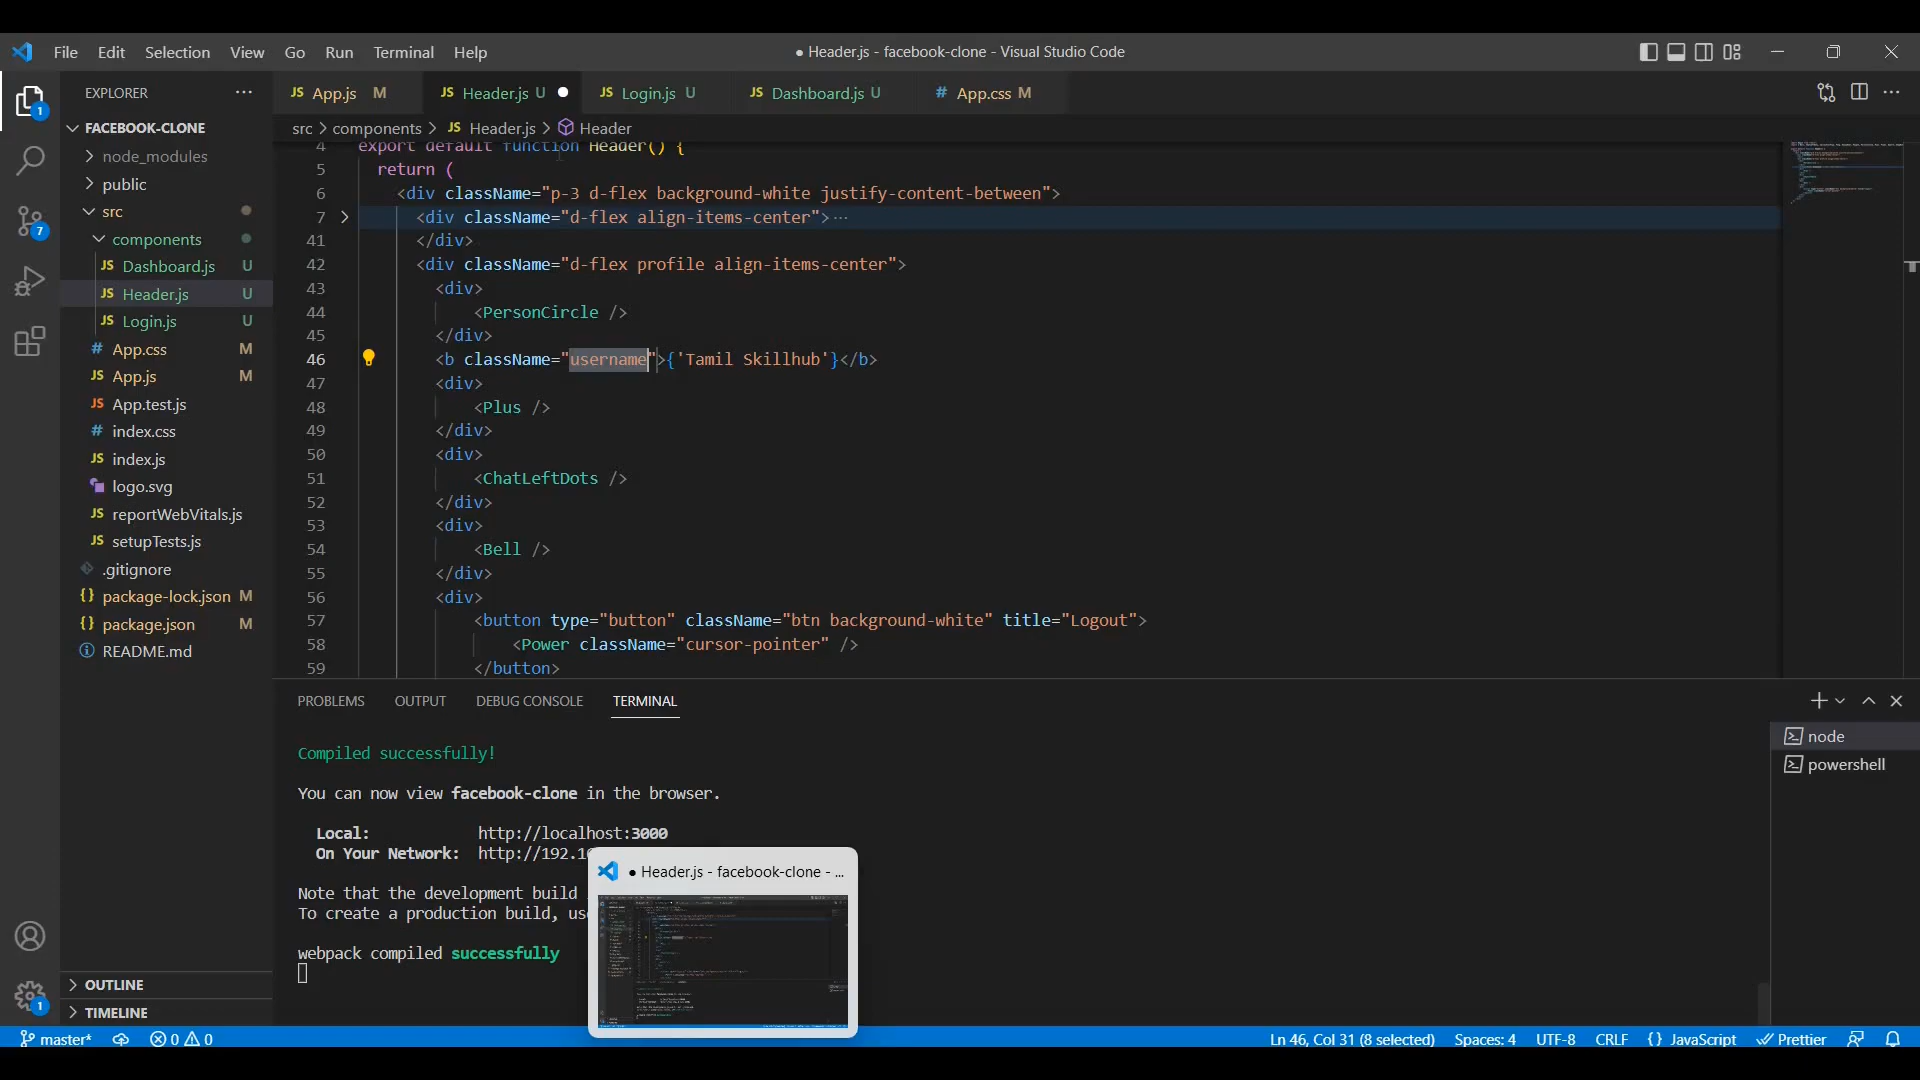 File Edit Selection View Go Run Terminal Help
● Header.js - facebook-clone - Visual Studio Code
EXPLORER ···
JS App.js M
JS Header.js U
JS Login.js U
JS Dashboard.js U
# App.css M
FACEBOOK-CLONE
src > components > JS Header.js > Header
node_modules
public
src
components
JS Dashboard.js U
JS Header.js U
JS Login.js U
# App.css M
JS App.js M
JS App.test.js
# index.css
JS index.js
logo.svg
JS reportWebVitals.js
JS setupTests.js
.gitignore
{} package-lock.json M
{} package.json M
README.md
OUTLINE
TIMELINE
1
7
1
4 export default function Header() {
5 return (
6 <div className="p-3 d-flex background-white justify-content-between">
7 <div className="d-flex align-items-center"> ···
41 </div>
42 <div className="d-flex profile align-items-center">
43 <div>
44 <PersonCircle />
45 </div>
46 <b className="username">{'Tamil Skillhub'}</b>
47 <div>
48 <Plus />
49 </div>
50 <div>
51 <ChatLeftDots />
52 </div>
53 <div>
54 <Bell />
55 </div>
56 <div>
57 <button type="button" className="btn background-white" title="Logout">
58 <Power className="cursor-pointer" />
59 </button>
PROBLEMS OUTPUT DEBUG CONSOLE TERMINAL
node
powershell
Compiled successfully!
You can now view facebook-clone in the browser.
Local: http://localhost:3000
On Your Network: http://192.1
Note that the development build
To create a production build,
webpack compiled successfully
● Header.js - facebook-clone - ...
master* 0 0
Ln 46, Col 31 (8 selected) Spaces: 4 UTF-8 CRLF {} JavaScript Prettier